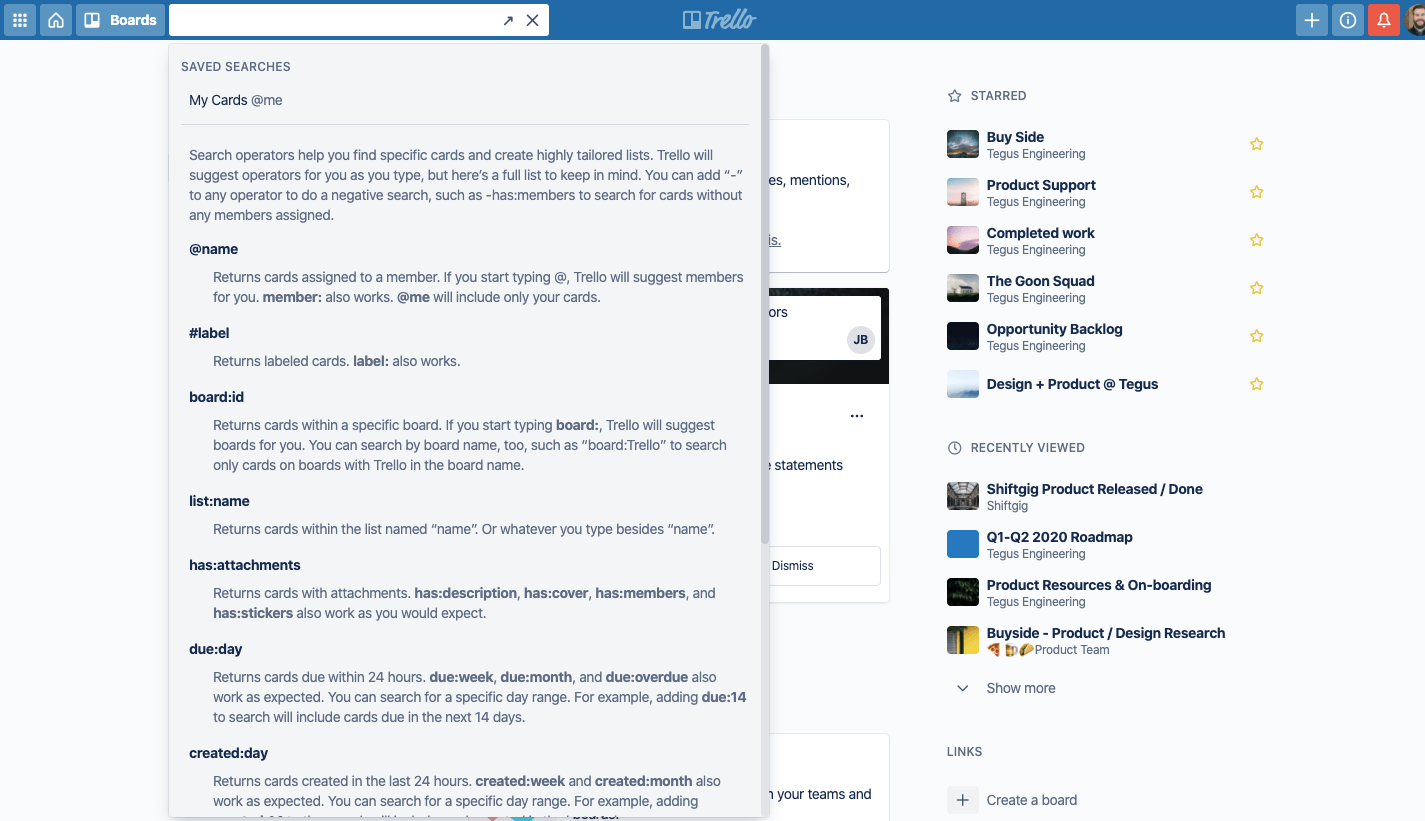 Boards
Trello
SAVED SEARCHES
My Cards @me
Search operators help you find specific cards and create highly tailored lists. Trello will
suggest operators for you as you type, but here’s a full list to keep in mind. You can add “-”
to any operator to do a negative search, such as -has:members to search for cards without
any members assigned.
@name
Returns cards assigned to a member. If you start typing @, Trello will suggest members
for you. member: also works. @me will include only your cards.
#label
Returns labeled cards. label: also works.
board:id
Returns cards within a specific board. If you start typing board:, Trello will suggest
boards for you. You can search by board name, too, such as “board:Trello” to search
only cards on boards with Trello in the board name.
list:name
Returns cards within the list named “name”. Or whatever you type besides “name”.
has:attachments
Returns cards with attachments. has:description, has:cover, has:members, and
has:stickers also work as you would expect.
due:day
Returns cards due within 24 hours. due:week, due:month, and due:overdue also
work as expected. You can search for a specific day range. For example, adding due:14
to search will include cards due in the next 14 days.
created:day
Returns cards created in the last 24 hours. created:week and created:month also
work as expected. You can search for a specific day range. For example, adding
es, mentions,
is.
ors
JB
statements
Dismiss
your teams and
boards.
STARRED
Buy Side
Tegus Engineering
Product Support
Tegus Engineering
Completed work
Tegus Engineering
The Goon Squad
Tegus Engineering
Opportunity Backlog
Tegus Engineering
Design + Product @ Tegus
RECENTLY VIEWED
Shiftgig Product Released / Done
Shiftgig
Q1-Q2 2020 Roadmap
Tegus Engineering
Product Resources & On-boarding
Tegus Engineering
Buyside - Product / Design Research
🍕🍺🌮Product Team
Show more
LINKS
Create a board